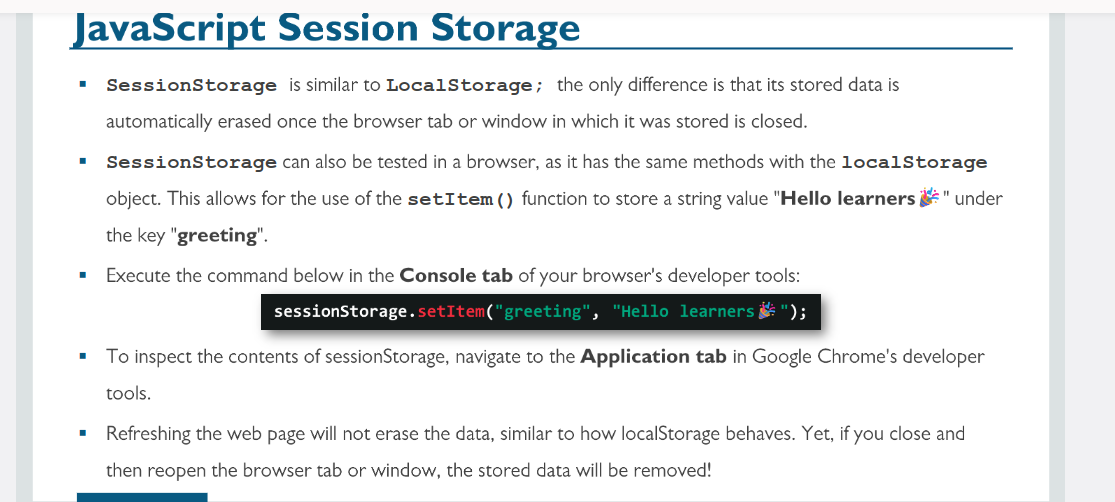 JavaScript Session Storage
▪ SessionStorage is similar to LocalStorage; the only difference is that its stored data is
automatically erased once the browser tab or window in which it was stored is closed.
▪ SessionStorage can also be tested in a browser, as it has the same methods with the localStorage
object. This allows for the use of the setItem() function to store a string value "Hello learners🎉" under
the key "greeting".
▪ Execute the command below in the Console tab of your browser's developer tools:
sessionStorage.setItem("greeting", "Hello learners🎉");
▪ To inspect the contents of sessionStorage, navigate to the Application tab in Google Chrome's developer
tools.
▪ Refreshing the web page will not erase the data, similar to how localStorage behaves. Yet, if you close and
then reopen the browser tab or window, the stored data will be removed!